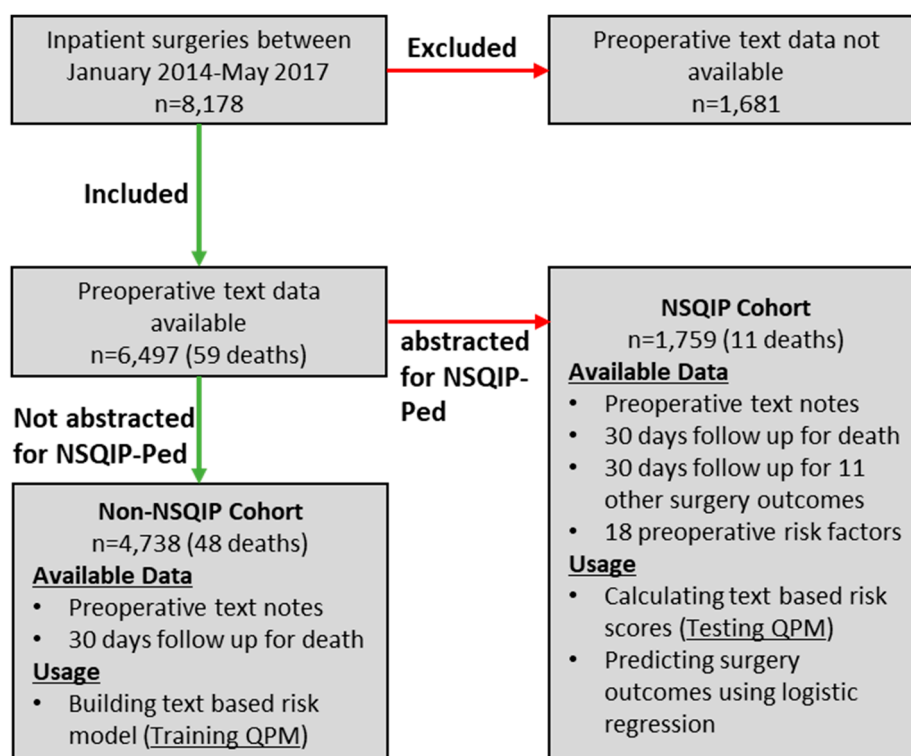 Inpatient surgeries between
January 2014-May 2017
n=8,178
Excluded
Preoperative text data not
available
n=1,681
Included
Preoperative text data
available
n=6,497 (59 deaths)
abstracted
for NSQIP-
Ped
NSQIP Cohort
n=1,759 (11 deaths)
Available Data
• Preoperative text notes
• 30 days follow up for death
• 30 days follow up for 11
other surgery outcomes
• 18 preoperative risk factors
Usage
• Calculating text based risk
scores (Testing QPM)
• Predicting surgery
outcomes using logistic
regression
Not abstracted
for NSQIP-Ped
Non-NSQIP Cohort
n=4,738 (48 deaths)
Available Data
• Preoperative text notes
• 30 days follow up for death
Usage
• Building text based risk
model (Training QPM)